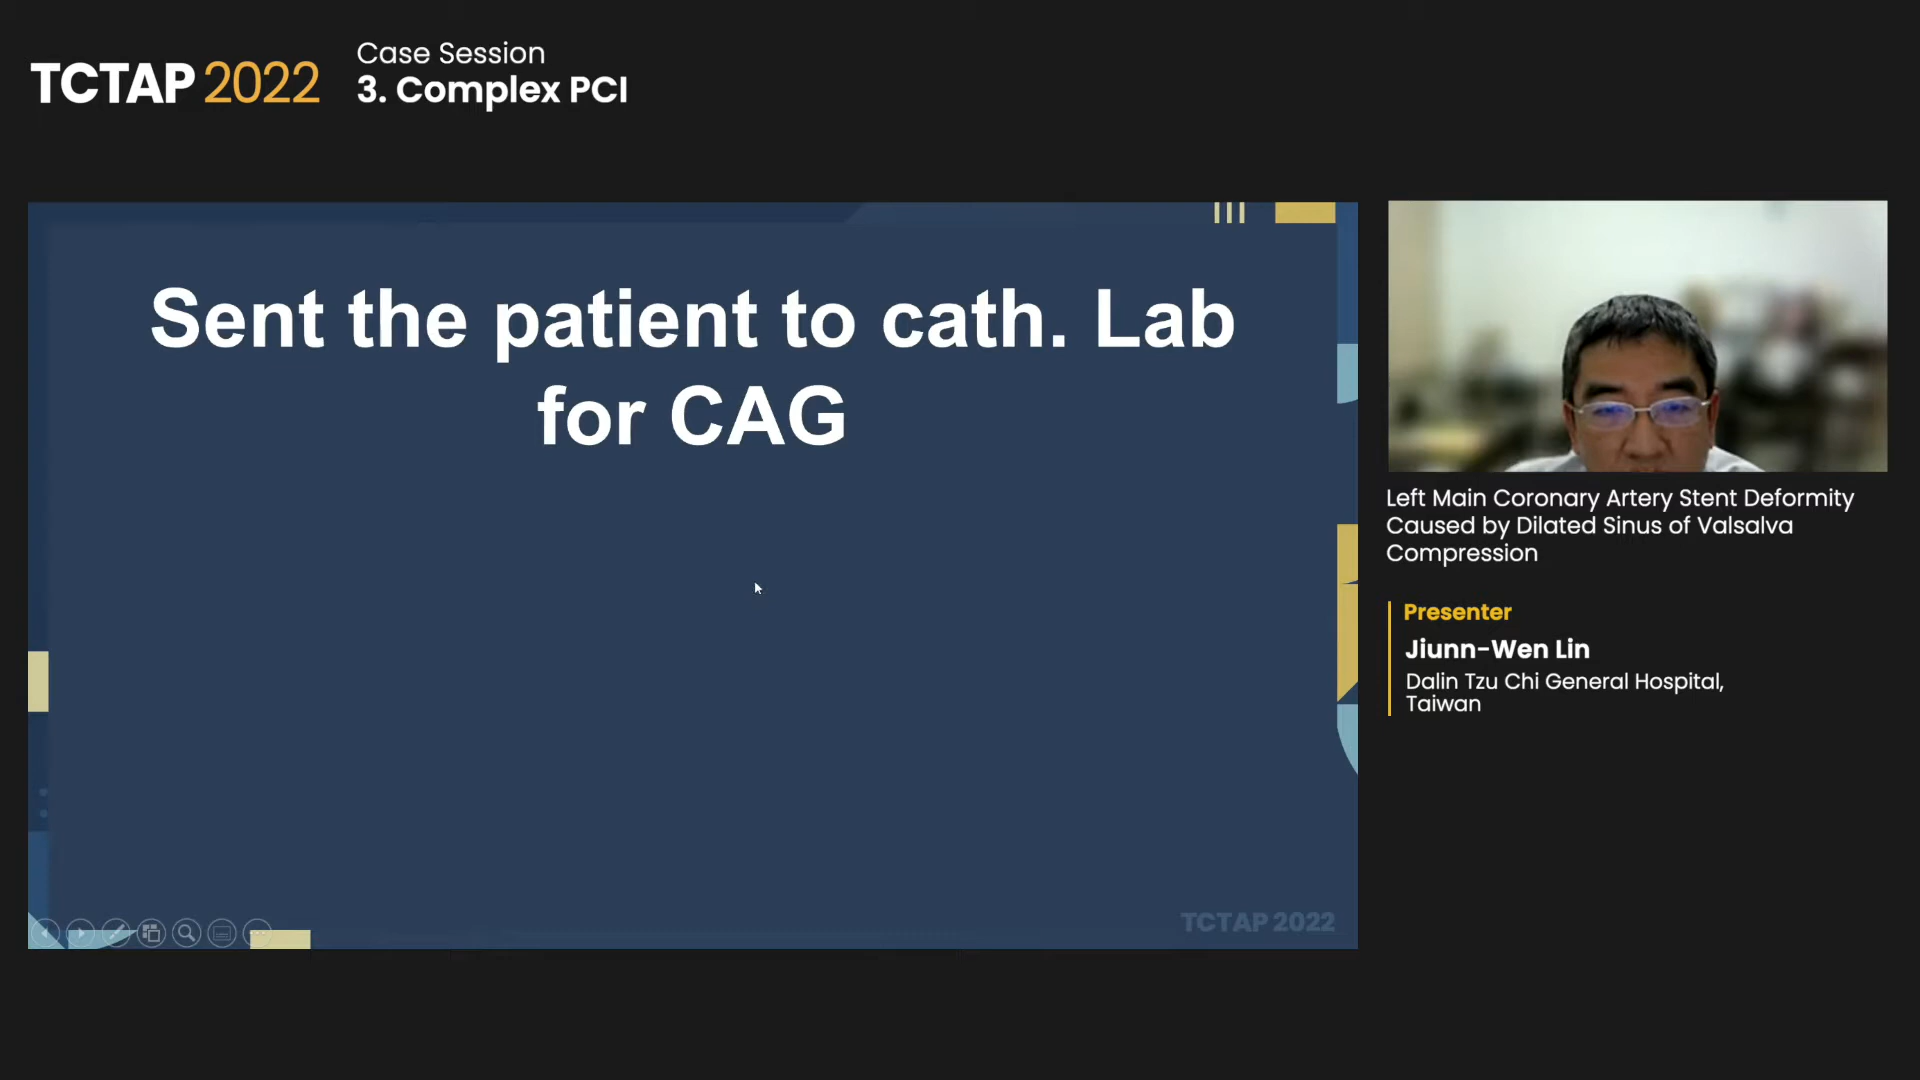 TCTAP 2022
Case Session
3. Complex PCI
Sent the patient to cath. Lab
for CAG
TCTAP 2022
Left Main Coronary Artery Stent Deformity
Caused by Dilated Sinus of Valsalva
Compression
Presenter
Jiunn-Wen Lin
Dalin Tzu Chi General Hospital,
Taiwan